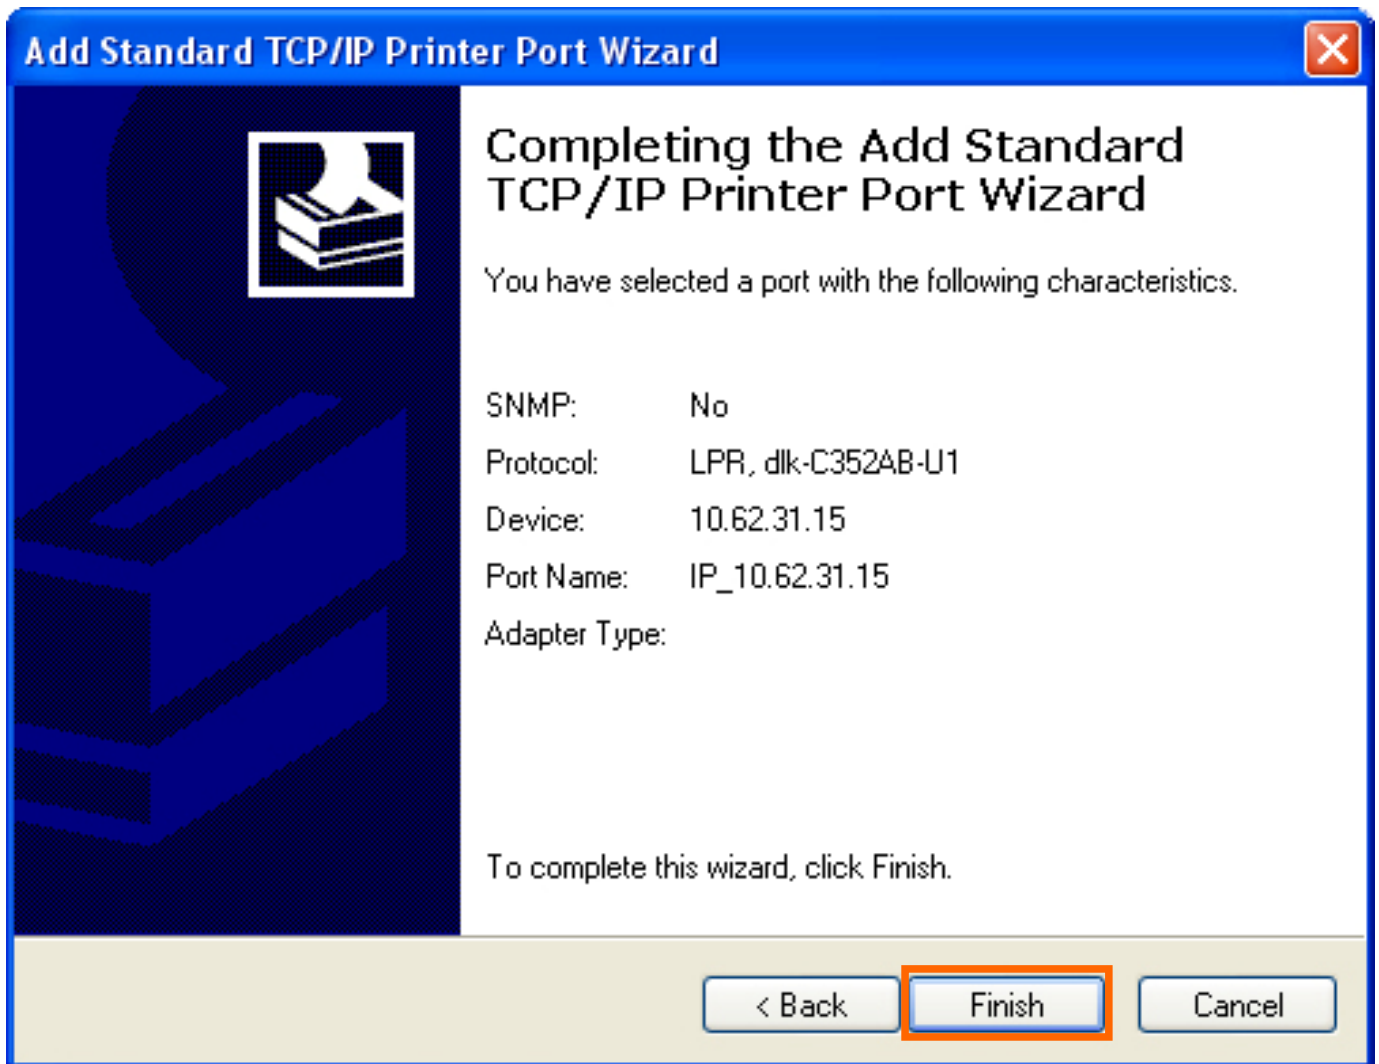 Add Standard TCP/IP Printer Port Wizard
Completing the Add Standard
TCP/IP Printer Port Wizard
You have selected a port with the following characteristics.
SNMP: No
Protocol: LPR, dlk-C352AB-U1
Device: 10.62.31.15
Port Name: IP_10.62.31.15
Adapter Type:
To complete this wizard, click Finish.
< Back Finish Cancel